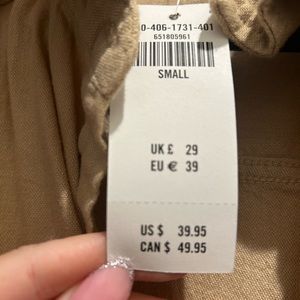 0-406-1731-401
651805961
SMALL
UK £ 29
EU € 39
US $ 39.95
CAN $ 49.95